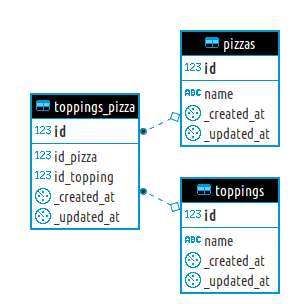 pizzas
123 id
ABC name
_created_at
_updated_at
toppings_pizza
123 id
123 id_pizza
123 id_topping
_created_at
_updated_at
toppings
123 id
ABC name
_created_at
_updated_at